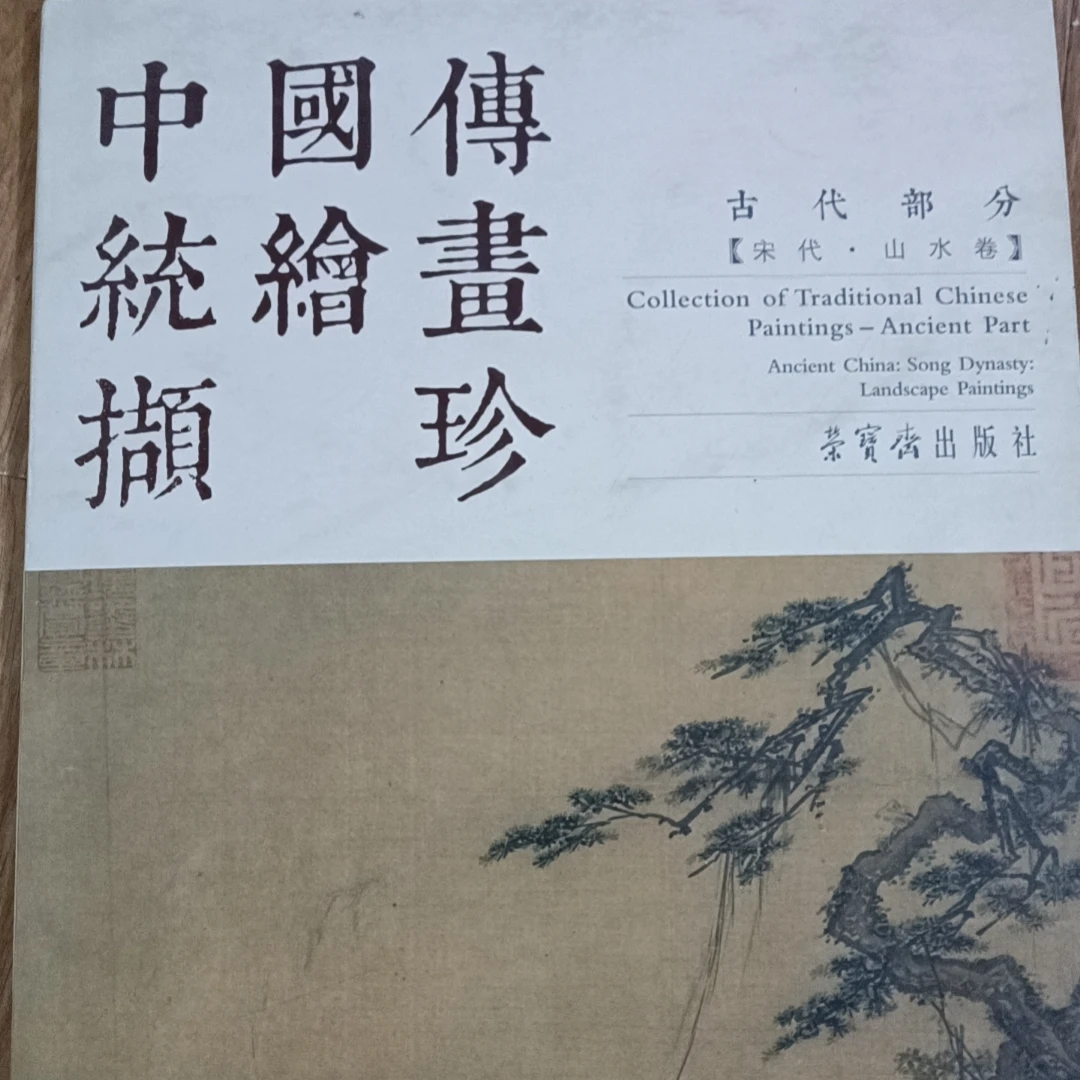 中國傳
統繪畫
擷珍
古代部分
【宋代·山水卷】
Collection of Traditional Chinese
Paintings – Ancient Part
Ancient China: Song Dynasty:
Landscape Paintings
榮寶齋出版社